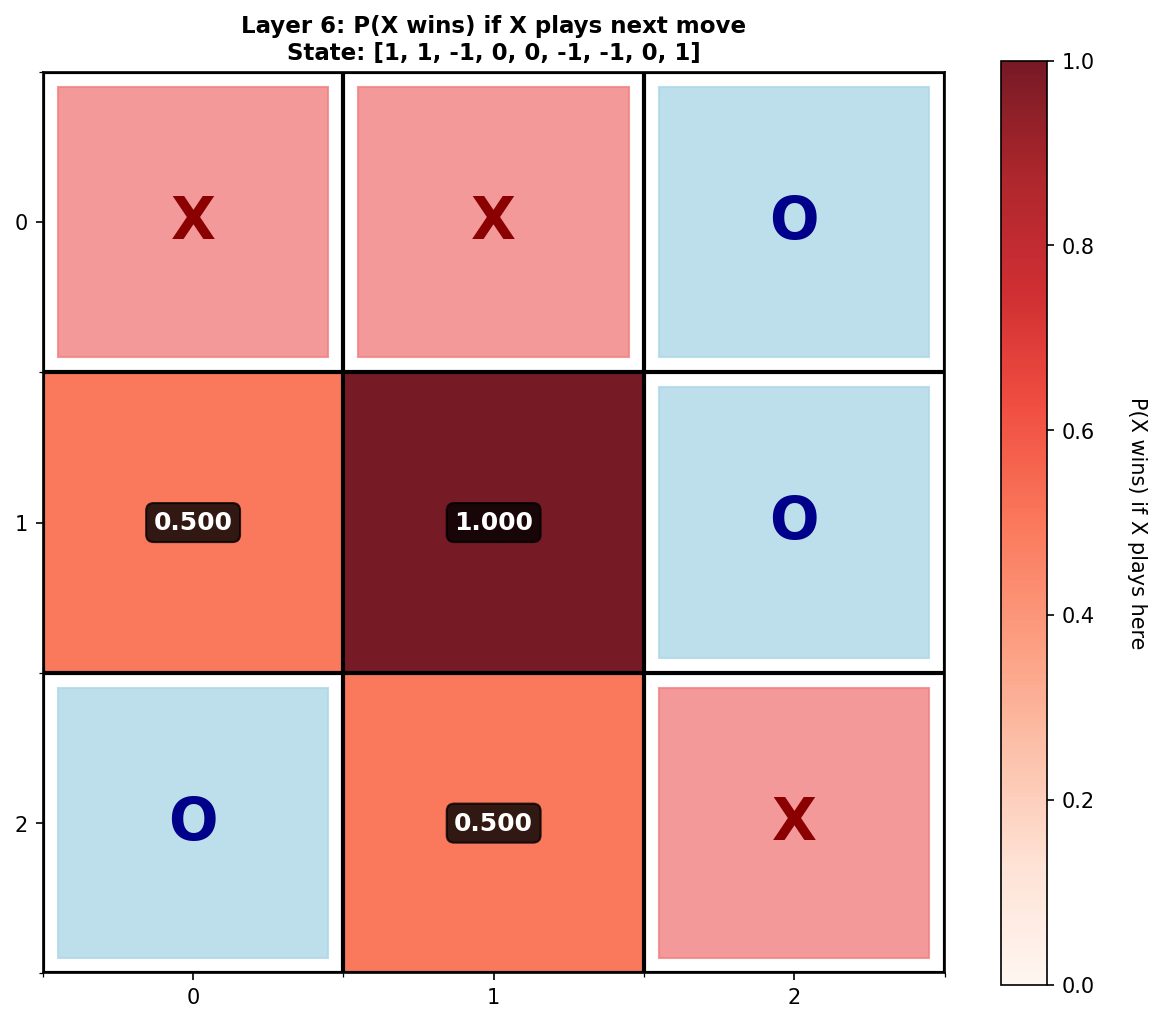 Layer 6: P(X wins) if X plays next move
State: [1, 1, -1, 0, 0, -1, -1, 0, 1]
0
X
X
O
1
0.500
1.000
O
2
O
0.500
X
0
1
2
1.0
0.8
0.6
0.4
0.2
0.0
P(X wins) if X plays here